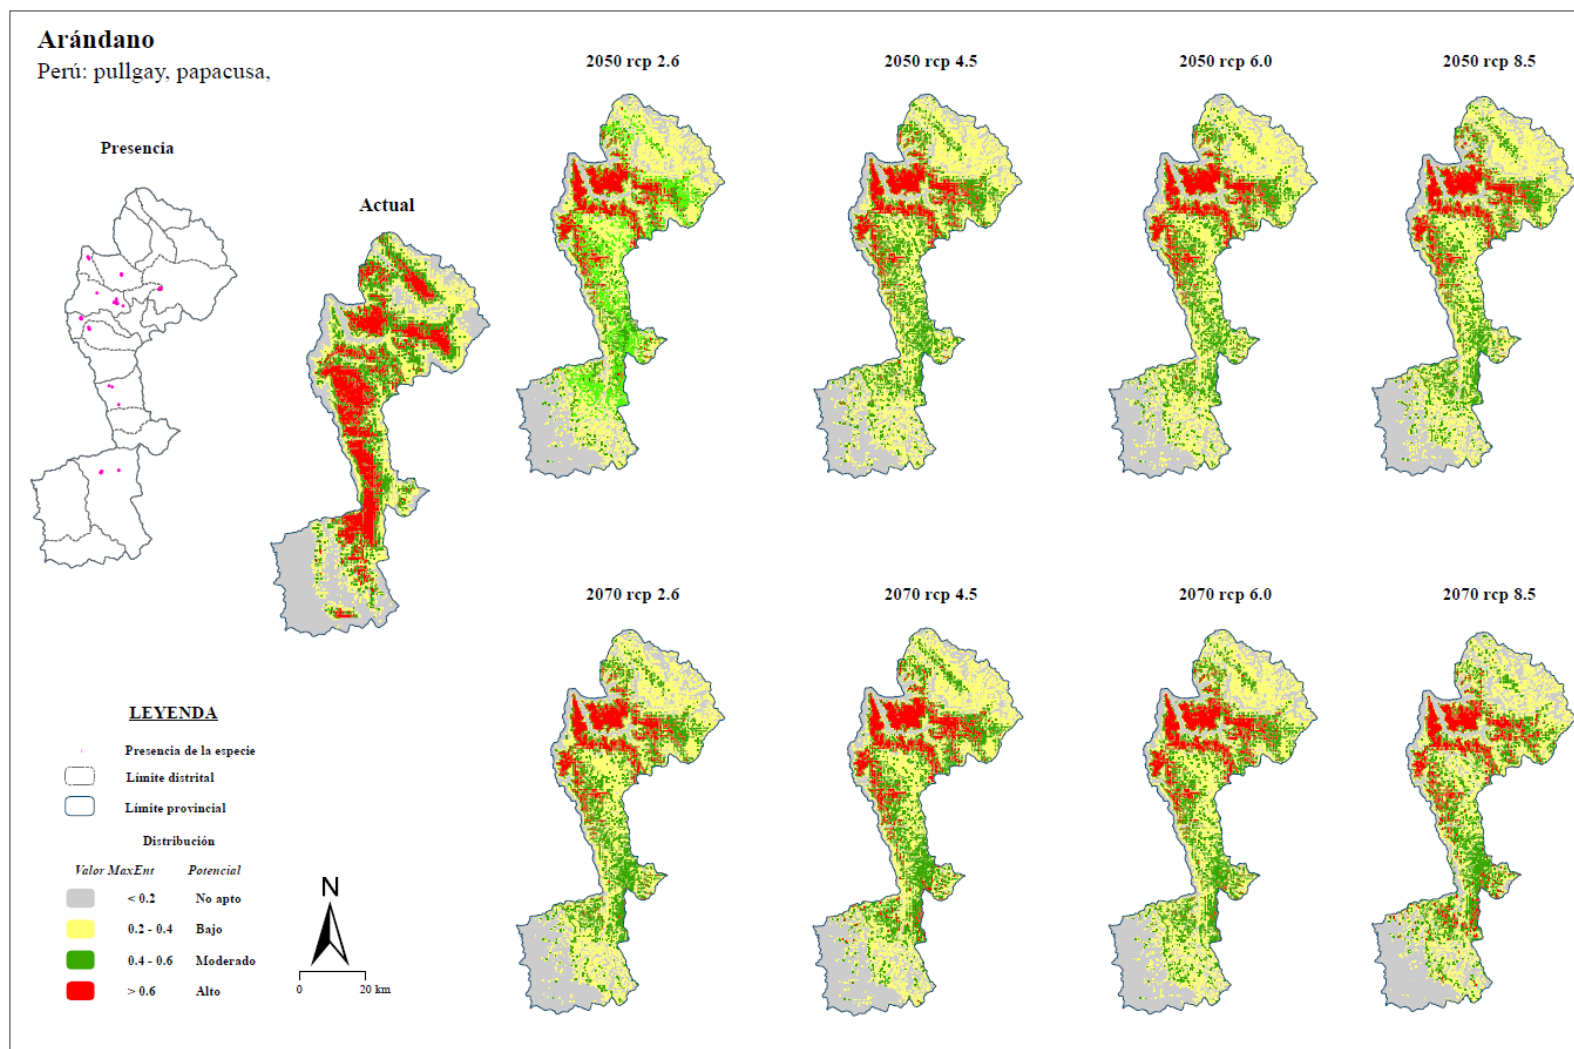 Arándano
Perú: pullgay, papacusa,
Presencia
Actual
2050 rcp 2.6
2050 rcp 4.5
2050 rcp 6.0
2050 rcp 8.5
2070 rcp 2.6
2070 rcp 4.5
2070 rcp 6.0
2070 rcp 8.5
LEYENDA
Presencia de la especie
Límite distrital
Límite provincial
Distribución
Valor MaxEnt Potencial
< 0.2 No apto
0.2 - 0.4 Bajo
0.4 - 0.6 Moderado
> 0.6 Alto
N
0 20 km